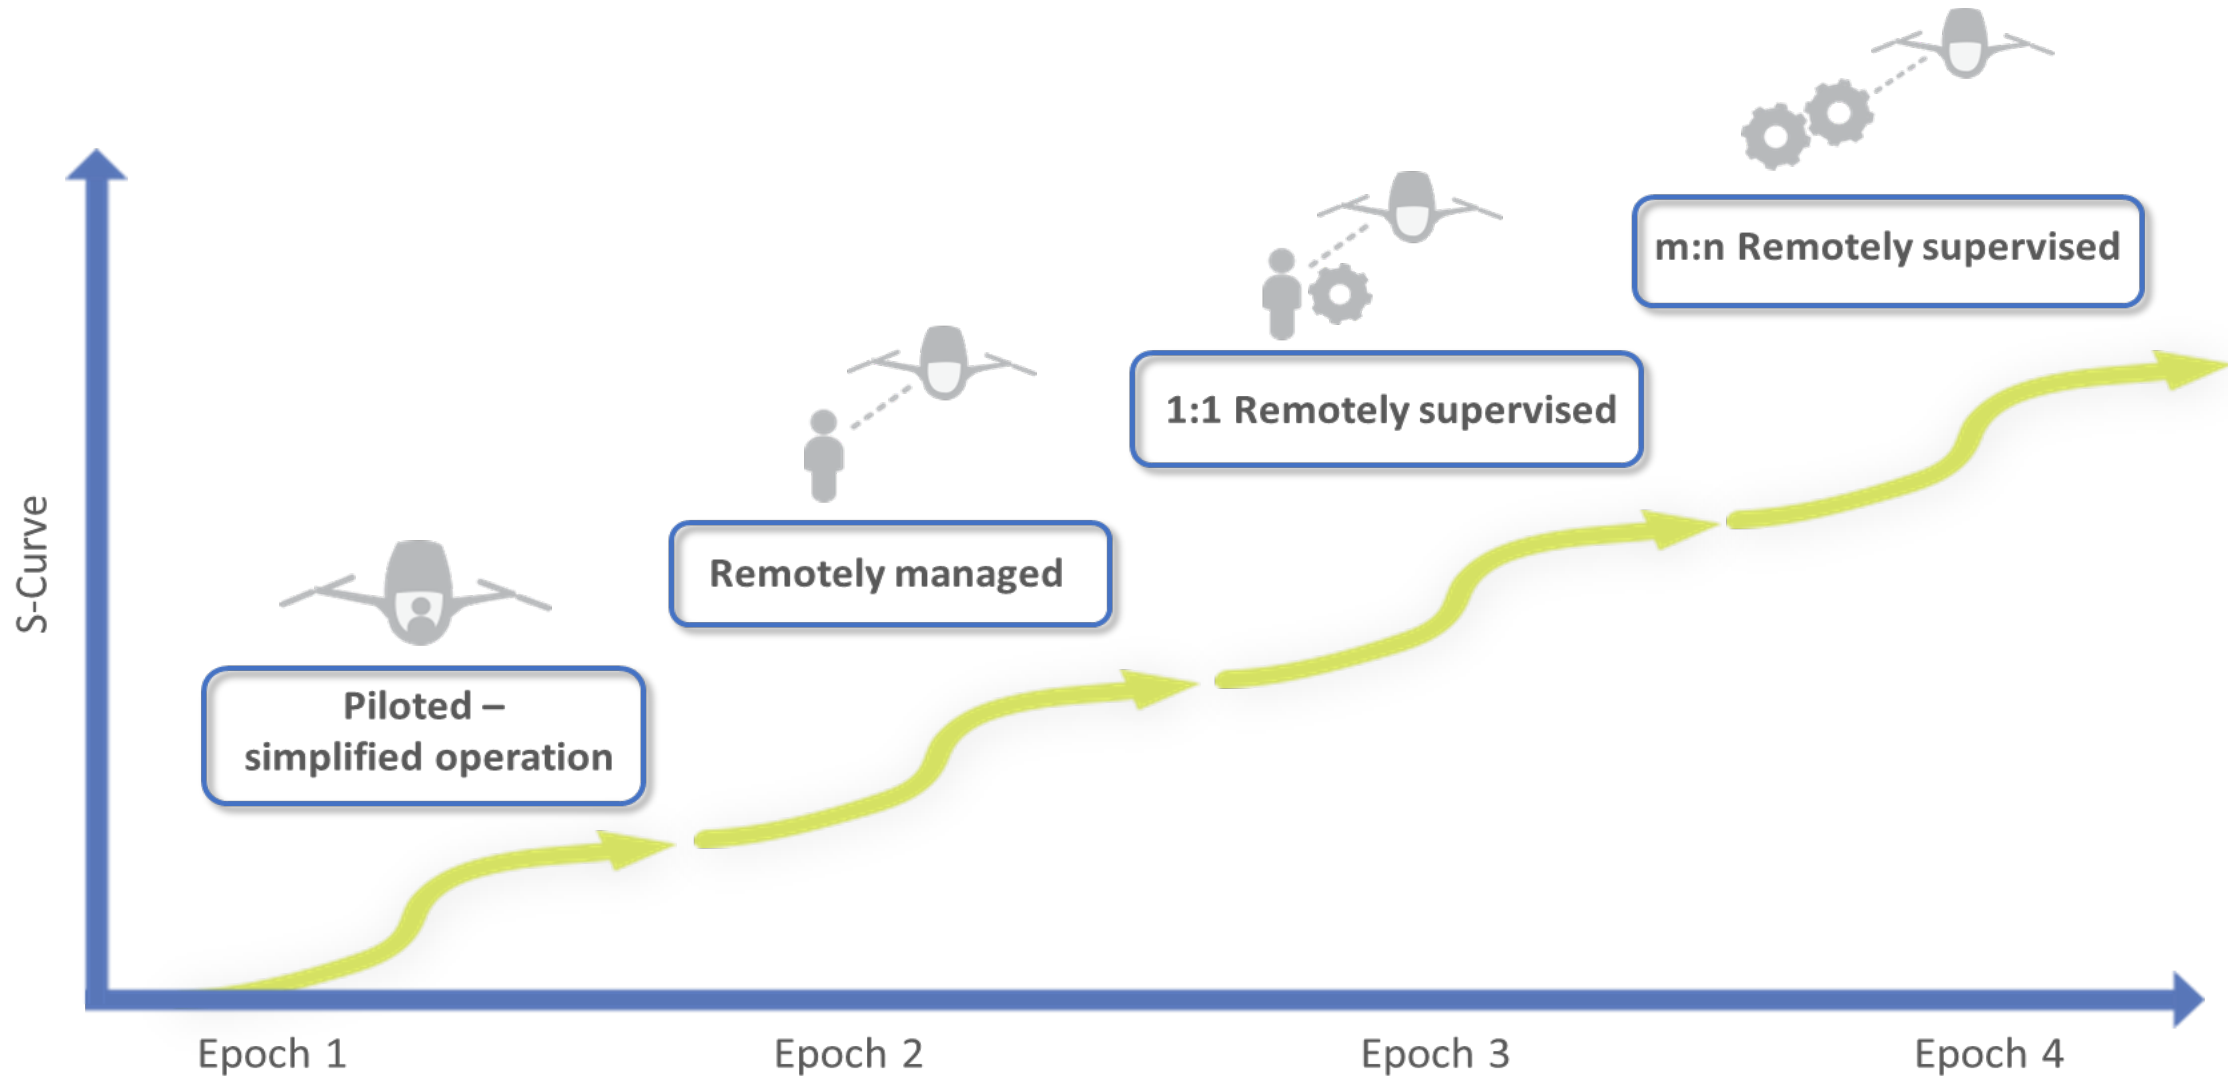 S-Curve
Piloted –
simplified operation
Remotely managed
1:1 Remotely supervised
m:n Remotely supervised
Epoch 1
Epoch 2
Epoch 3
Epoch 4